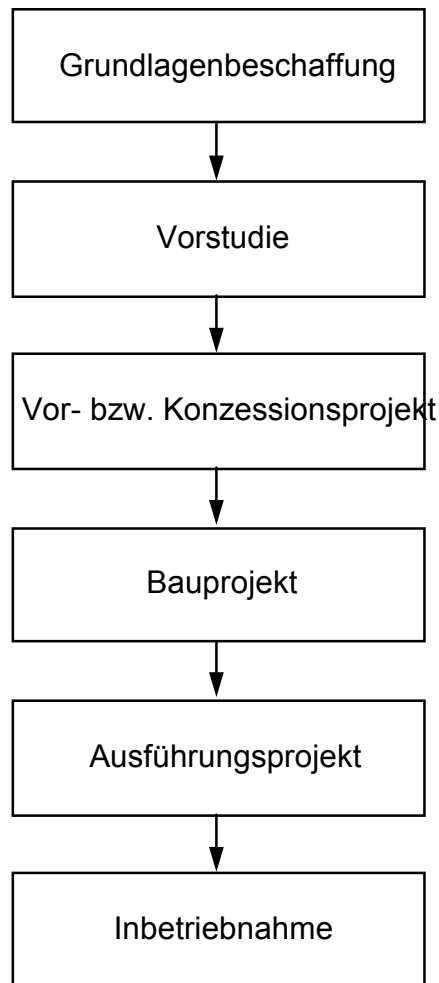 Grundlagenbeschaffung
Vorstudie
Vor- bzw. Konzessionsprojekt
Bauprojekt
Ausführungsprojekt
Inbetriebnahme